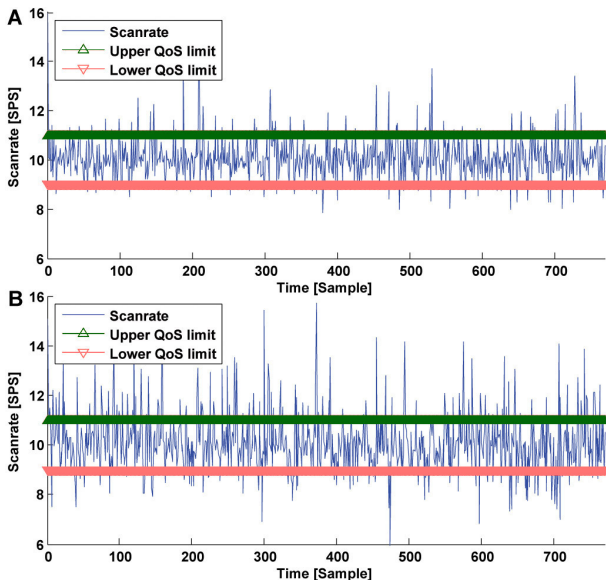 A
16
14
12
10
8
6
Scanrate [SPS]
Scanrate
Upper QoS limit
Lower QoS limit
0 100 200 300 400 500 600 700
Time [Sample]
B
16
14
12
10
8
6
Scanrate [SPS]
Scanrate
Upper QoS limit
Lower QoS limit
0 100 200 300 400 500 600 700
Time [Sample]